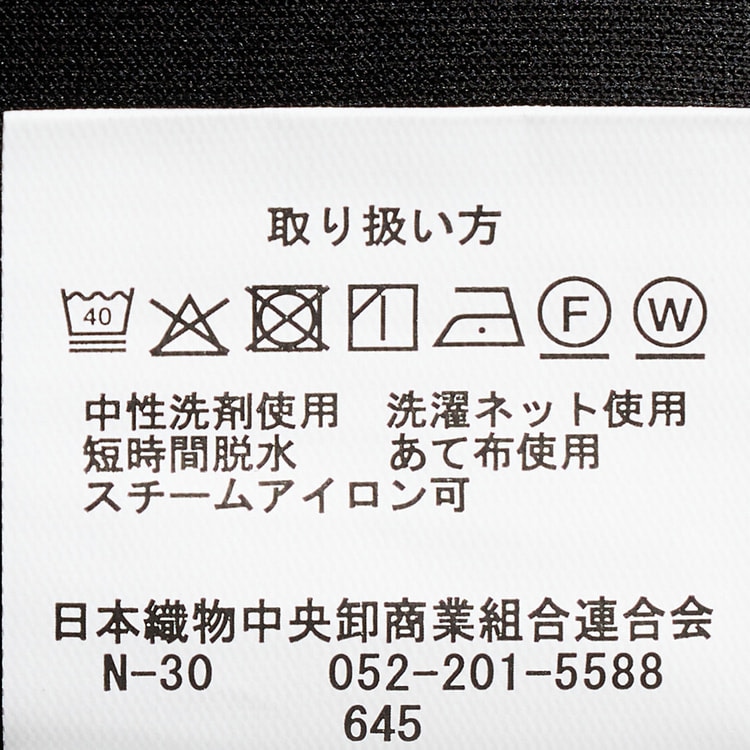 取り扱い方
40 F W
中性洗剤使用 洗濯ネット使用
短時間脱水 あて布使用
スチームアイロン可
日本織物中央卸商業組合連合会
N-30 052-201-5588
645